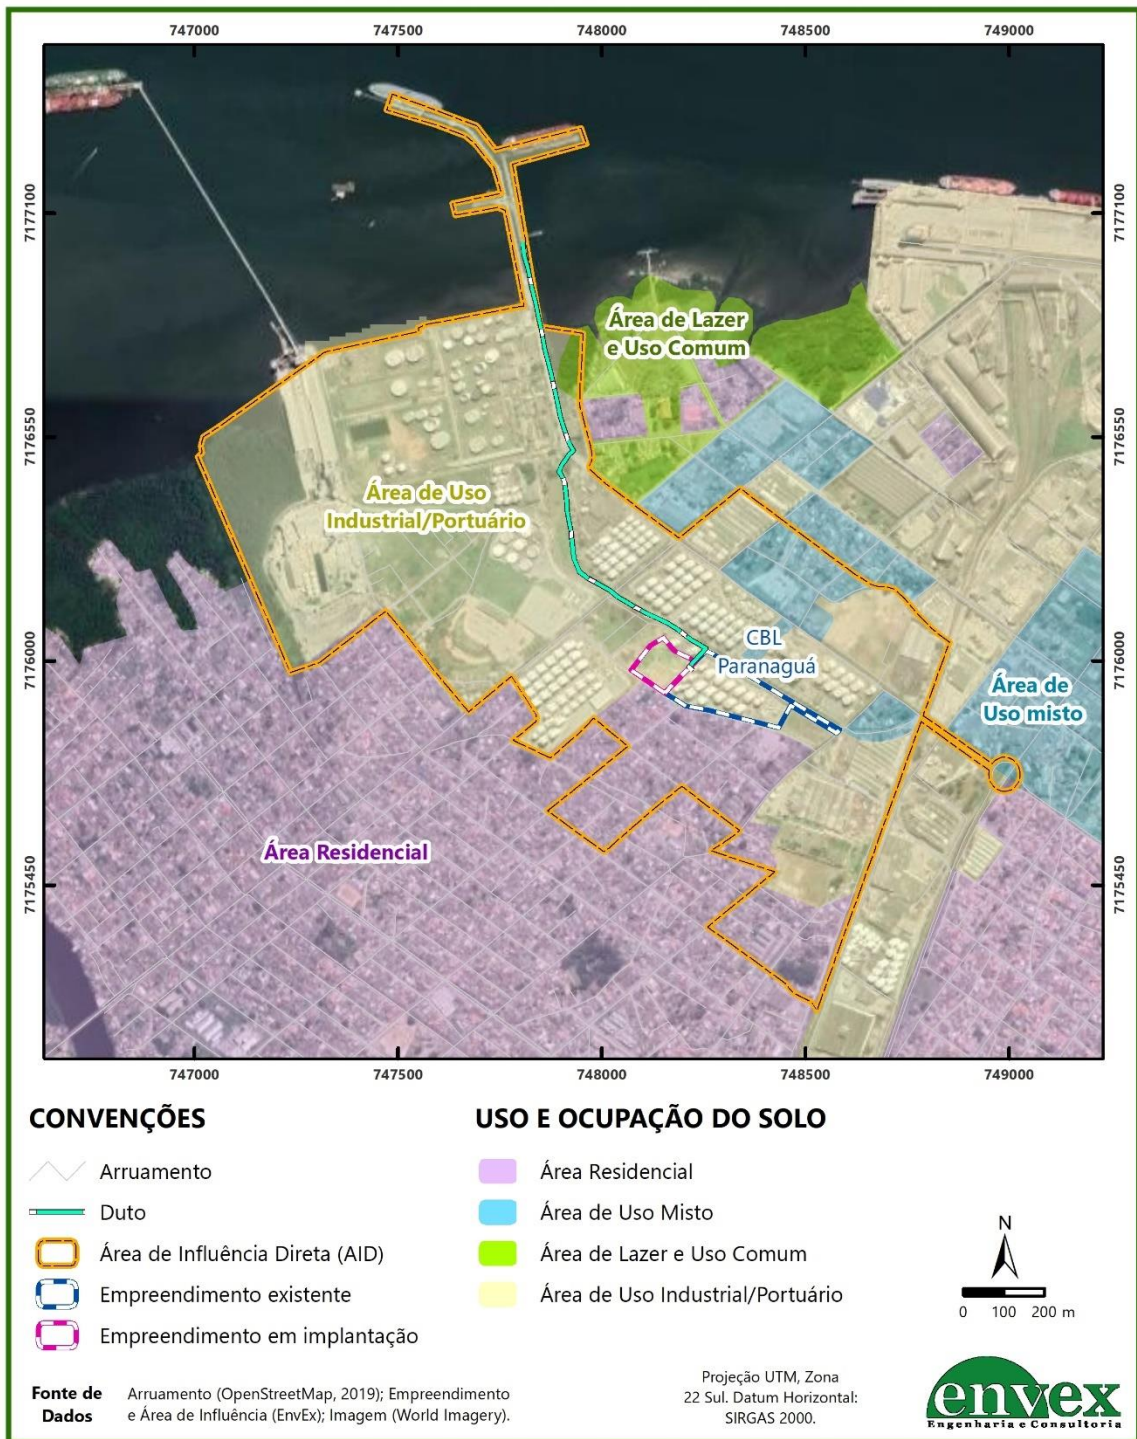 747000 747500 748000 748500 749000
7177100
7177100
Área de Lazer
e Uso Comum
7176550
7176550
Área de Uso
Industrial/Portuário
CBL
Paranaguá
7176000
7176000
Área de
Uso misto
Área Residencial
7175450
7175450
747000 747500 748000 748500 749000
CONVENÇÕES
Arruamento
Duto
Área de Influência Direta (AID)
Empreendimento existente
Empreendimento em implantação
USO E OCUPAÇÃO DO SOLO
Área Residencial
Área de Uso Misto
Área de Lazer e Uso Comum
Área de Uso Industrial/Portuário
N
0 100 200 m
Fonte de
Dados
Arruamento (OpenStreetMap, 2019); Empreendimento
e Área de Influência (EnvEx); Imagem (World Imagery).
Projeção UTM, Zona
22 Sul. Datum Horizontal:
SIRGAS 2000.
envex
Engenharia e Consultoria